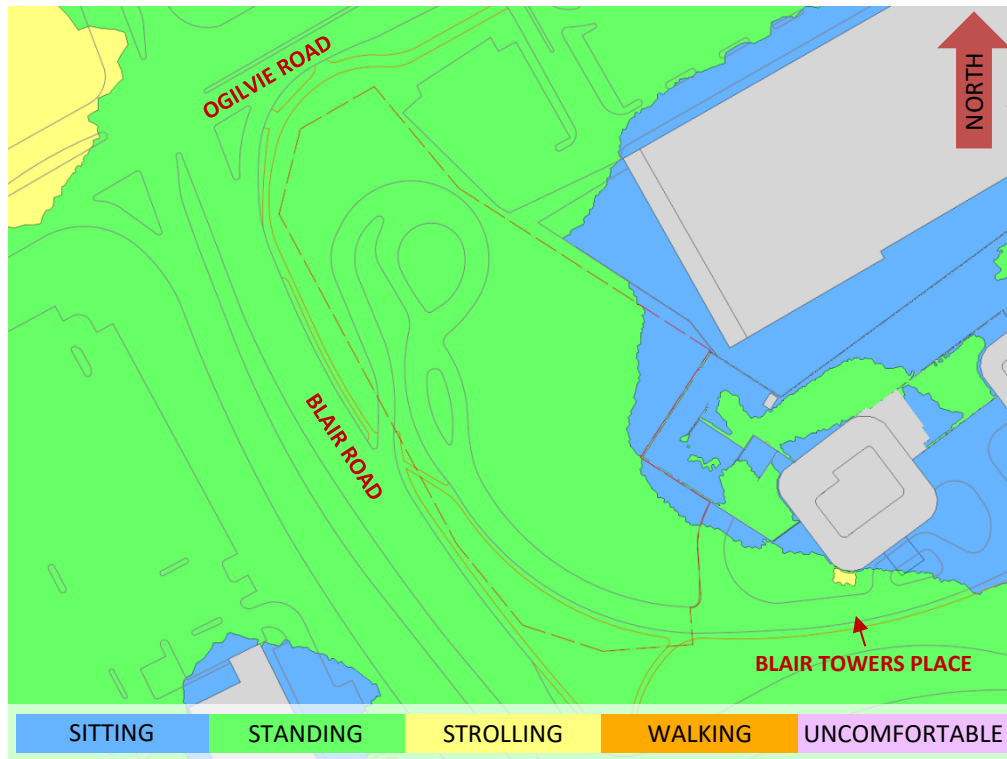 OGILVIE ROAD
NORTH
BLAIR ROAD
BLAIR TOWERS PLACE
SITTING
STANDING
STROLLING
WALKING
UNCOMFORTABLE